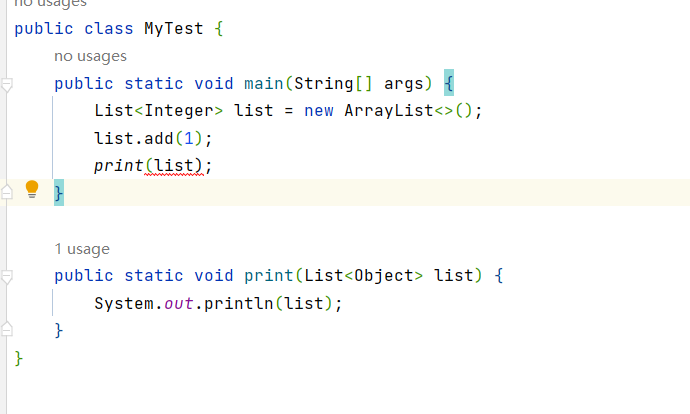 no usages
public class MyTest {
no usages
public static void main(String[] args) {
List<Integer> list = new ArrayList<>();
list.add(1);
print(list);
}
1 usage
public static void print(List<Object> list) {
System.out.println(list);
}
}